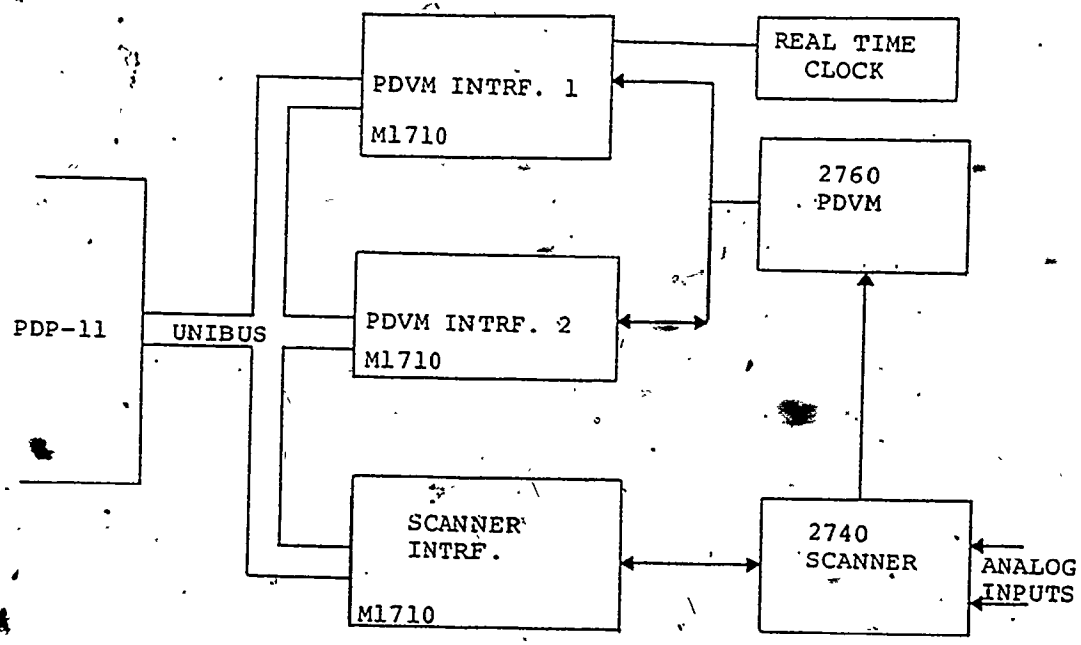 REAL TIME
CLOCK
PDVM INTRF. 1
M1710
2760
PDVM
PDP-11
UNIBUS
PDVM INTRF. 2
M1710
SCANNER
INTRF.
M1710
2740
SCANNER
ANALOG
INPUTS